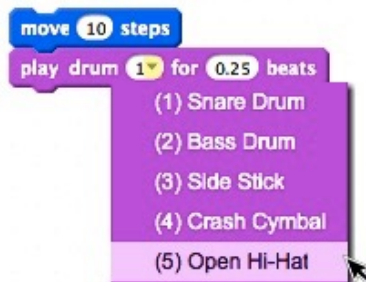 move 10 steps
play drum 1 for 0.25 beats
(1) Snare Drum
(2) Bass Drum
(3) Side Stick
(4) Crash Cymbal
(5) Open Hi-Hat